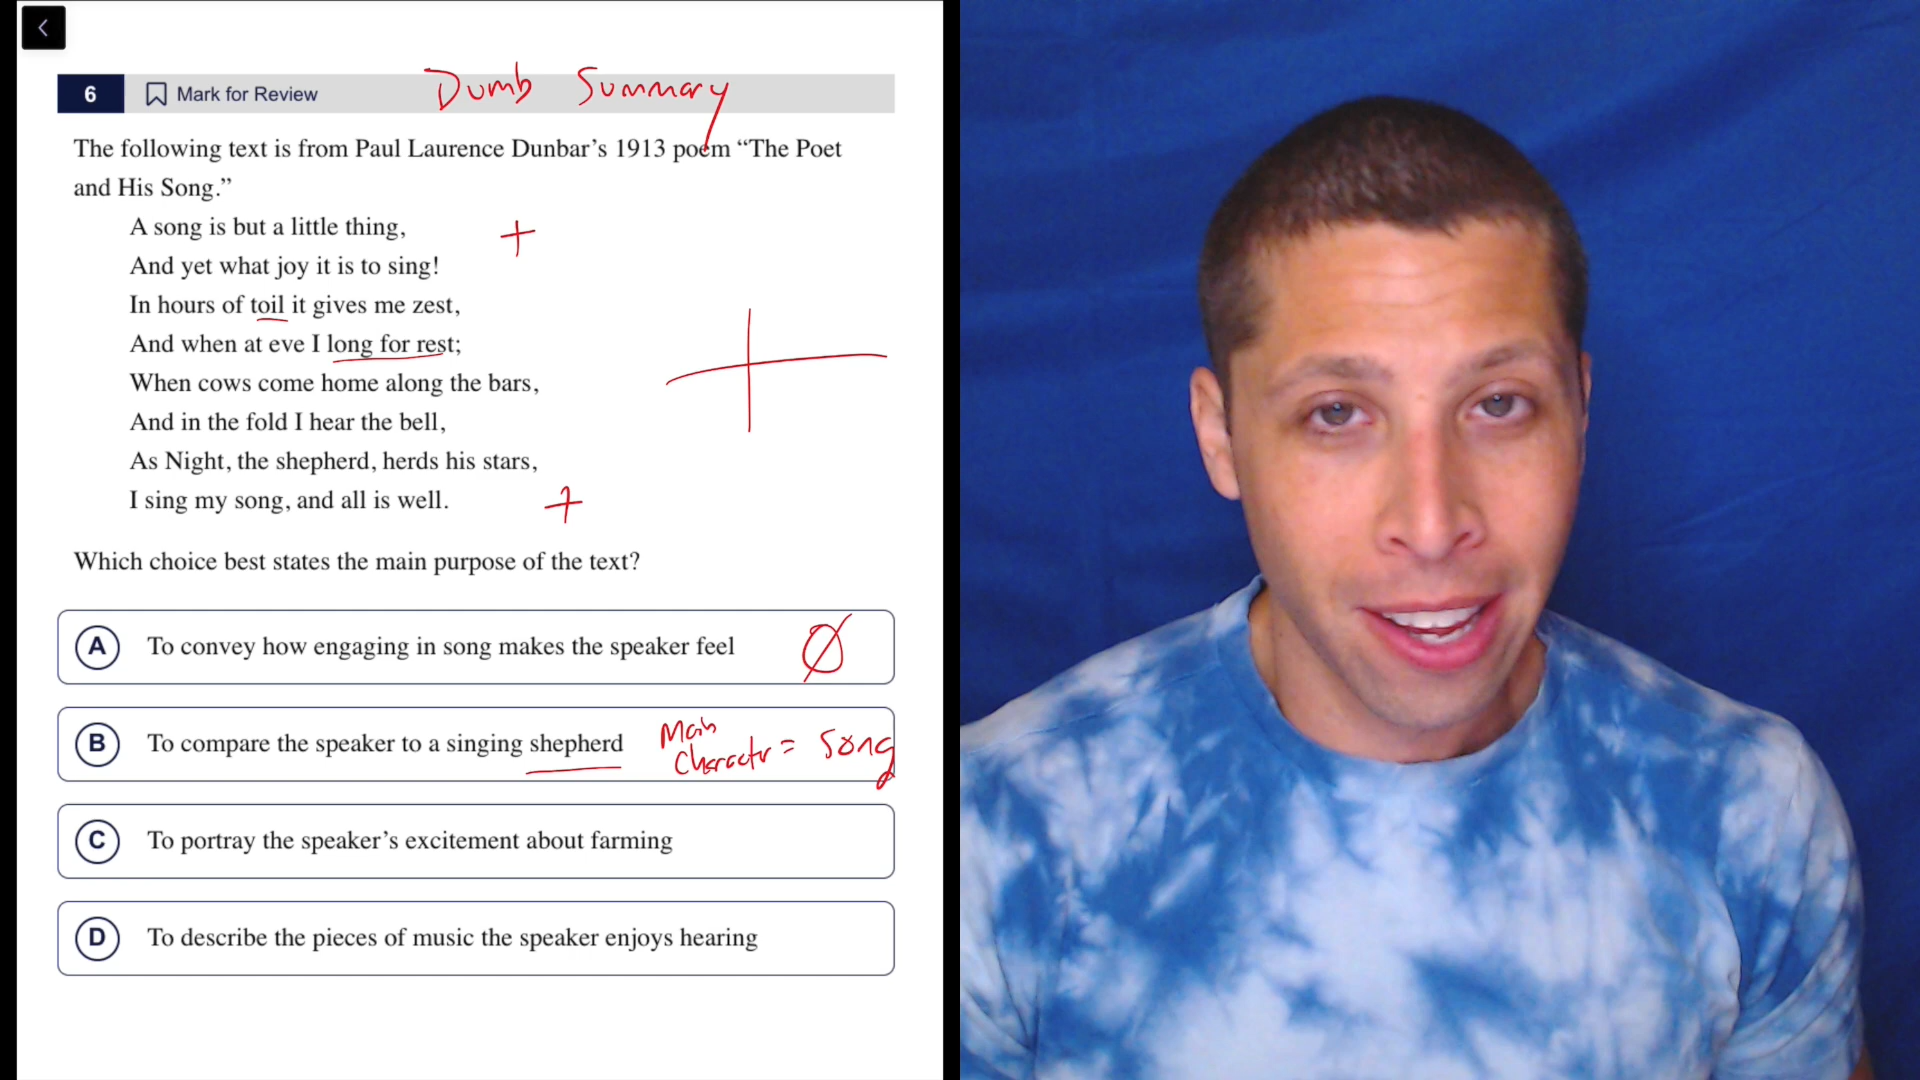 6 Mark for Review Dumb Summary
The following text is from Paul Laurence Dunbar’s 1913 poem “The Poet
and His Song.”
A song is but a little thing,
And yet what joy it is to sing!
In hours of toil it gives me zest,
And when at eve I long for rest;
When cows come home along the bars,
And in the fold I hear the bell,
As Night, the shepherd, herds his stars,
I sing my song, and all is well.
Which choice best states the main purpose of the text?
A To convey how engaging in song makes the speaker feel
B To compare the speaker to a singing shepherd
Main
Character = song
C To portray the speaker’s excitement about farming
D To describe the pieces of music the speaker enjoys hearing